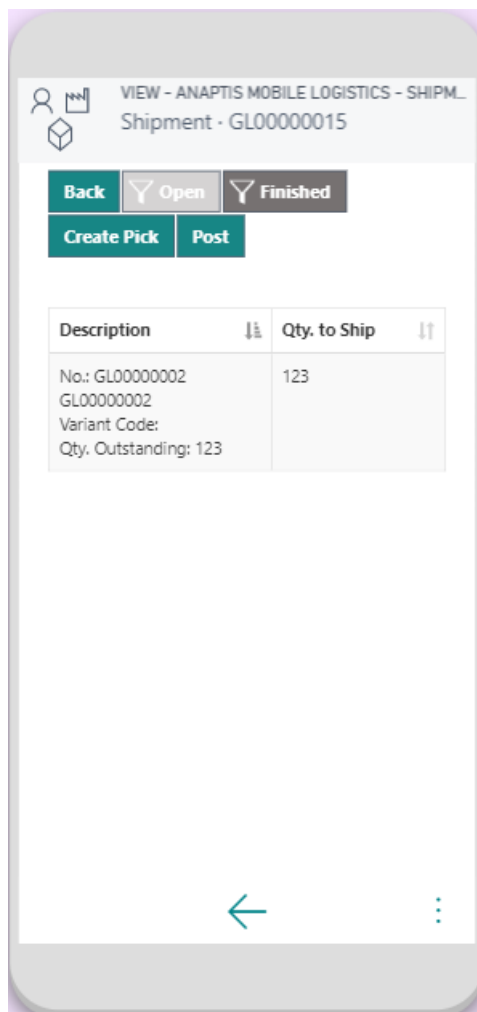 VIEW - ANAPTIS MOBILE LOGISTICS - SHIPM...
Shipment · GL00000015
Back Open Finished
Create Pick Post
Description Qty. to Ship
No.: GL00000002 123
GL00000002
Variant Code:
Qty. Outstanding: 123